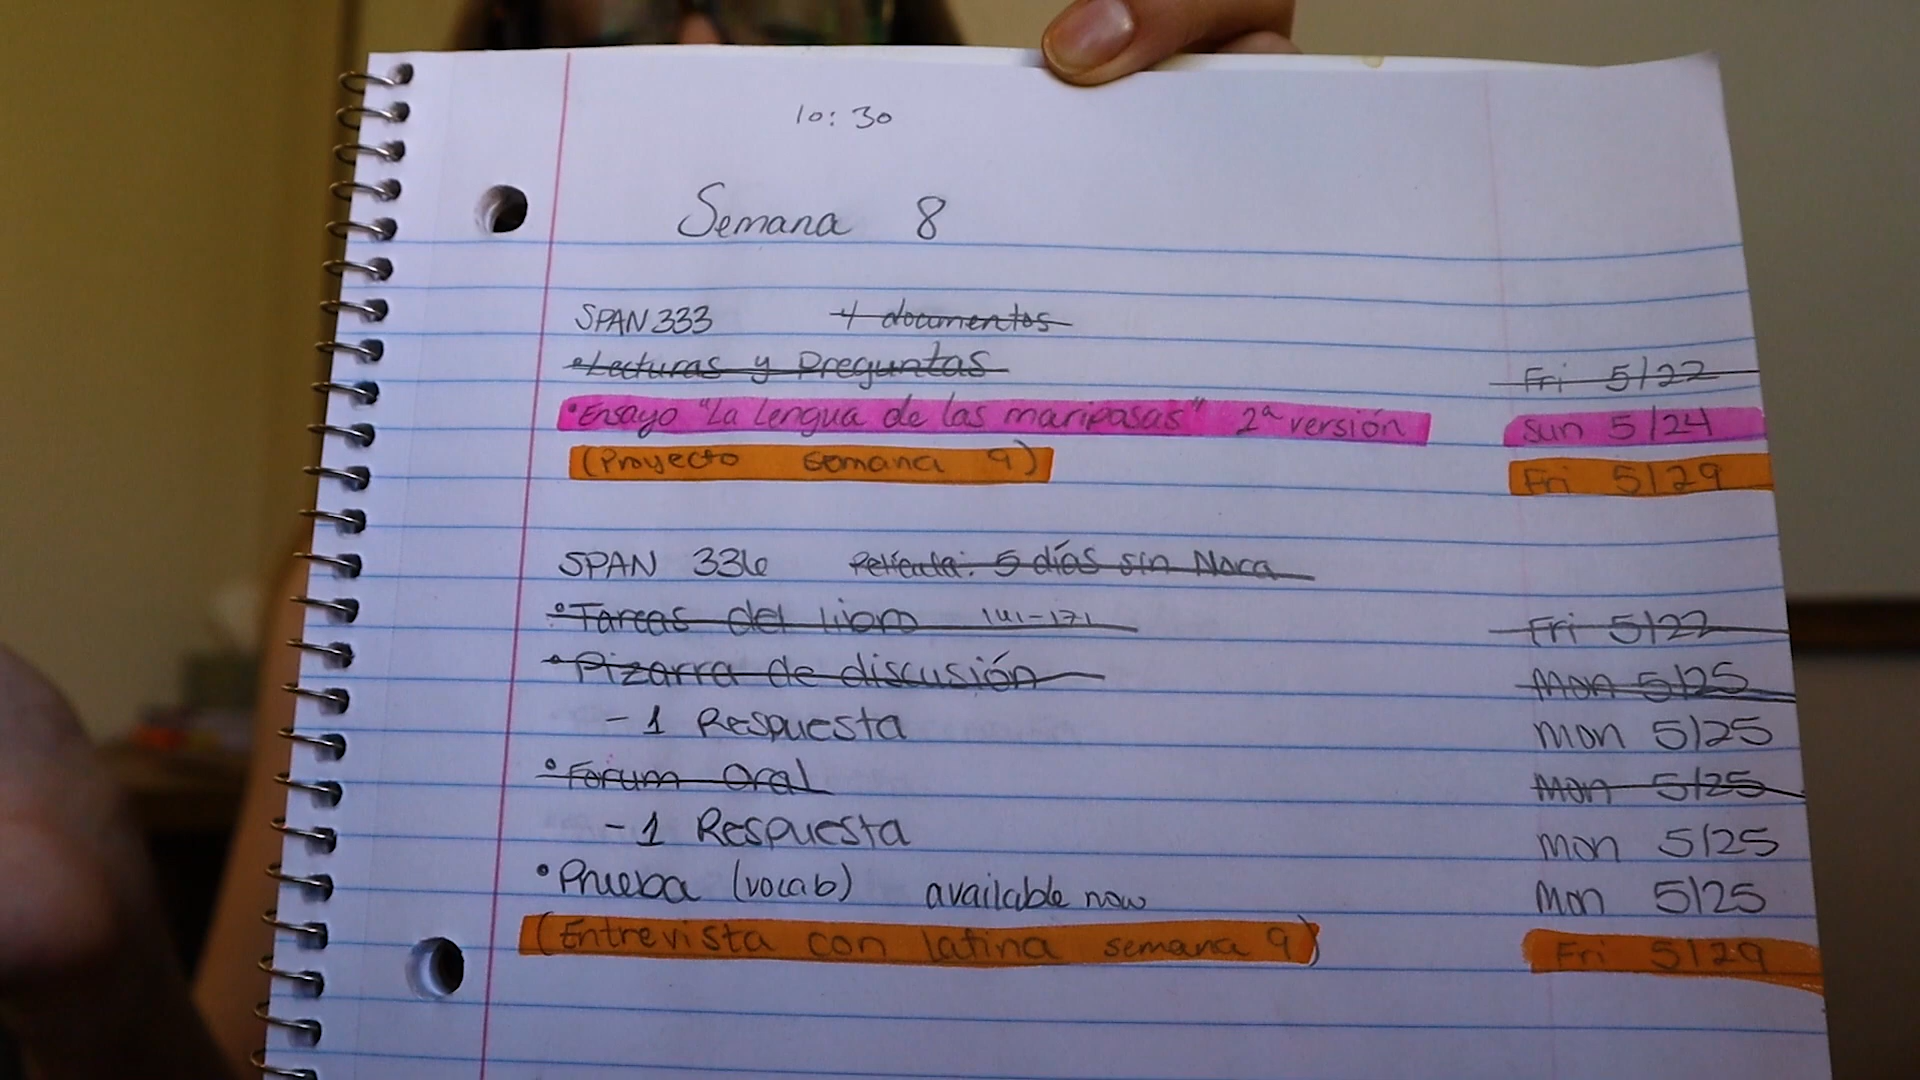 10:30
Semana 8
SPAN 333 4 documentos
•Lecturas y Preguntas Fri 5/22
•Ensayo "La lengua de las mariposas" 2ª versión Sun 5/24
(Proyecto semana 9) Fri 5/29
SPAN 336 Película: 5 días sin Nora
•Tareas del libro 141-171 Fri 5/22
•Pizarra de discusión Mon 5/25
- 1 Respuesta Mon 5/25
•Forum Oral Mon 5/25
- 1 Respuesta Mon 5/25
•Prueba (vocab) available now Mon 5/25
(Entrevista con latina semana 9) Fri 5/29